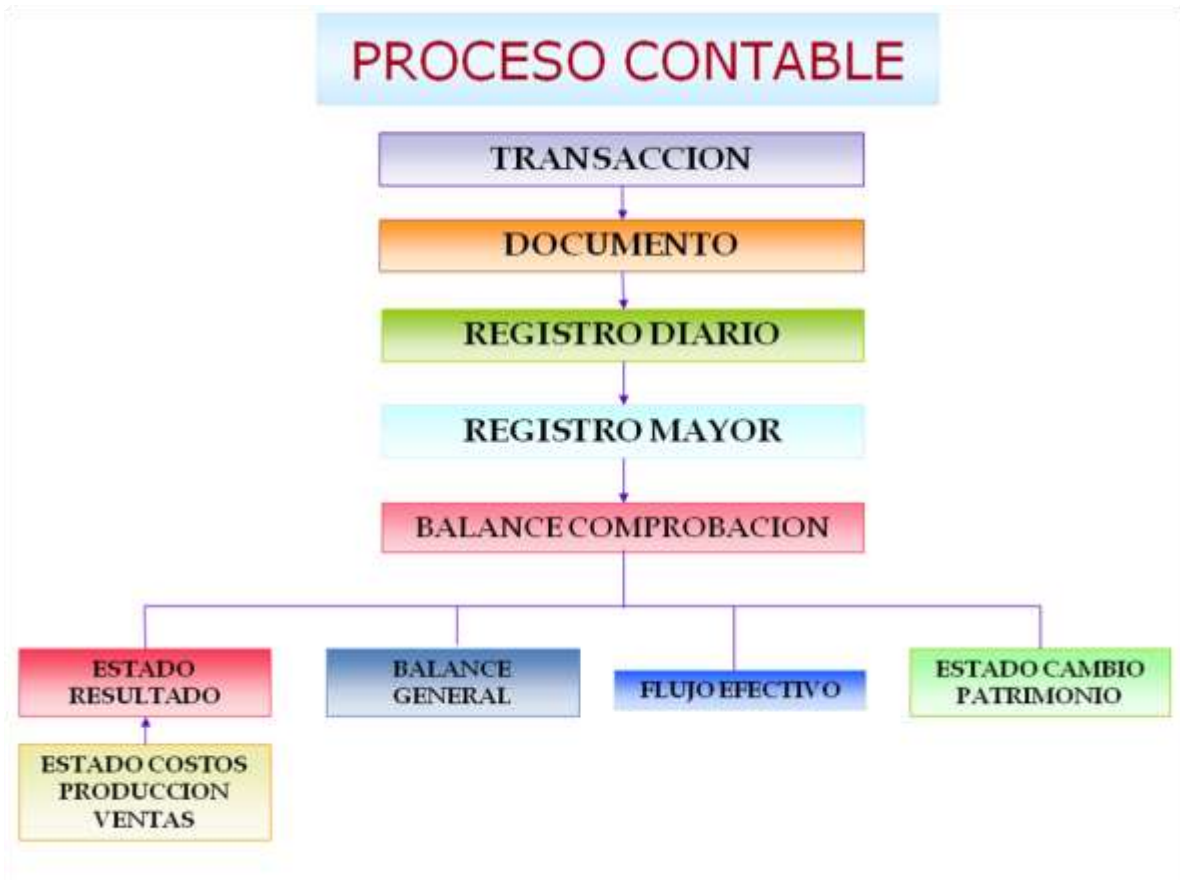 PROCESO CONTABLE
TRANSACCION
DOCUMENTO
REGISTRO DIARIO
REGISTRO MAYOR
BALANCE COMPROBACION
ESTADO
RESULTADO
BALANCE
GENERAL
FLUJO EFECTIVO
ESTADO CAMBIO
PATRIMONIO
ESTADO COSTOS
PRODUCCION
VENTAS